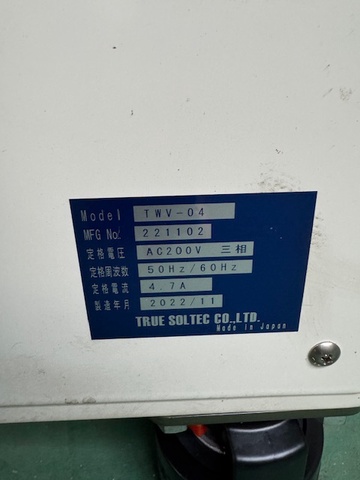 Model TWV-04
MFG No. 221102
定格電圧 AC200V 三相
定格周波数 50Hz/60Hz
定格電流 4.7A
製造年月 2022/11
TRUE SOLTEC CO.,LTD.
Made in Japan